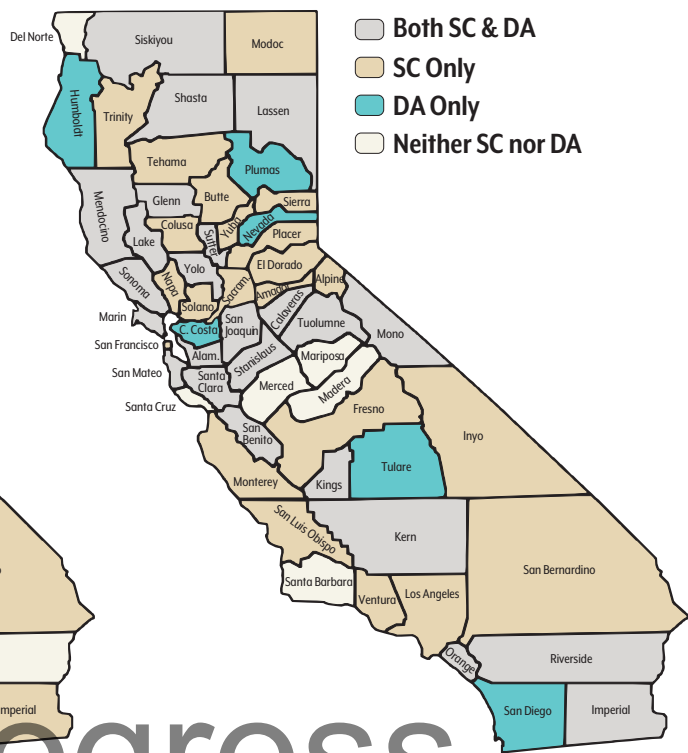 Both SC & DA
SC Only
DA Only
Neither SC nor DA
Del Norte
Siskiyou
Modoc
Humboldt
Trinity
Shasta
Lassen
Tehama
Plumas
Mendocino
Glenn
Butte
Sierra
Colusa
Yuba
Nevada
Lake
Sutter
Placer
Sonoma
Napa
Yolo
El Dorado
Sacram.
Amador
Alpine
Solano
Marin
C. Costa
San
Joaquin
Calaveras
Tuolumne
Mono
San Francisco
Alam.
Stanislaus
Mariposa
San Mateo
Santa
Clara
Merced
Madera
Santa Cruz
San
Benito
Fresno
Inyo
Monterey
Kings
Tulare
San Luis Obispo
Kern
Santa Barbara
Ventura
Los Angeles
San Bernardino
Orange
Riverside
San Diego
Imperial
mperial
ogress